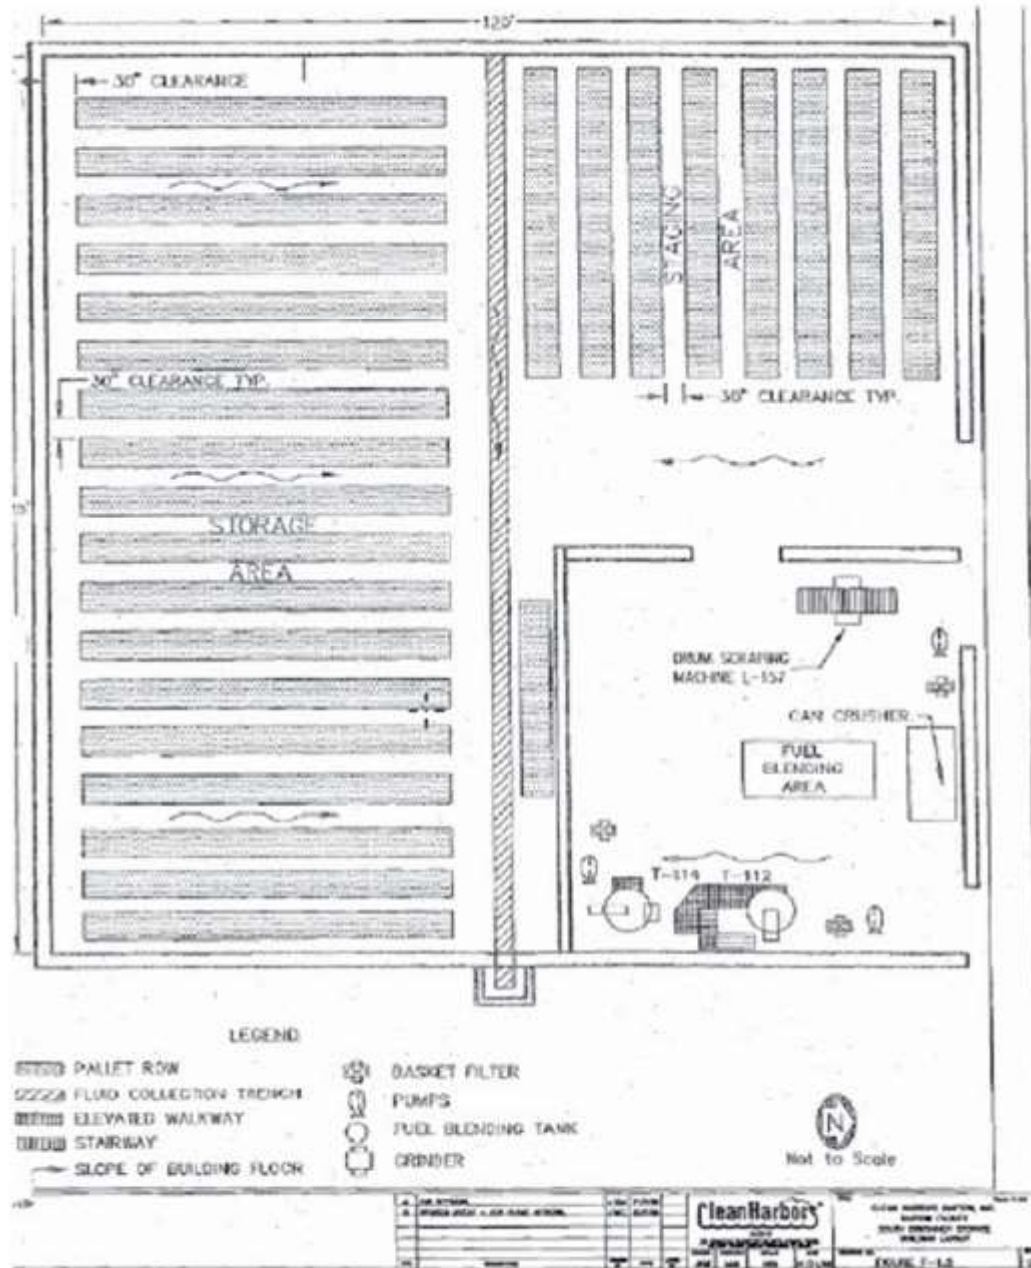 120'
30" CLEARANCE
STAGING
AREA
30" CLEARANCE TYP.
30" CLEARANCE TYP.
STORAGE
AREA
DRUM SCRAPING
MACHINE L-157
CAN CRUSHER
FUEL
BLENDING
AREA
T-114 T-112
LEGEND
PALLET ROW
FLUID COLLECTION TRENCH
ELEVATED WALKWAY
STAIRWAY
SLOPE OF BUILDING FLOOR
BASKET FILTER
PUMPS
FUEL BLENDING TANK
GRINDER
N
Not to Scale
CleanHarbors